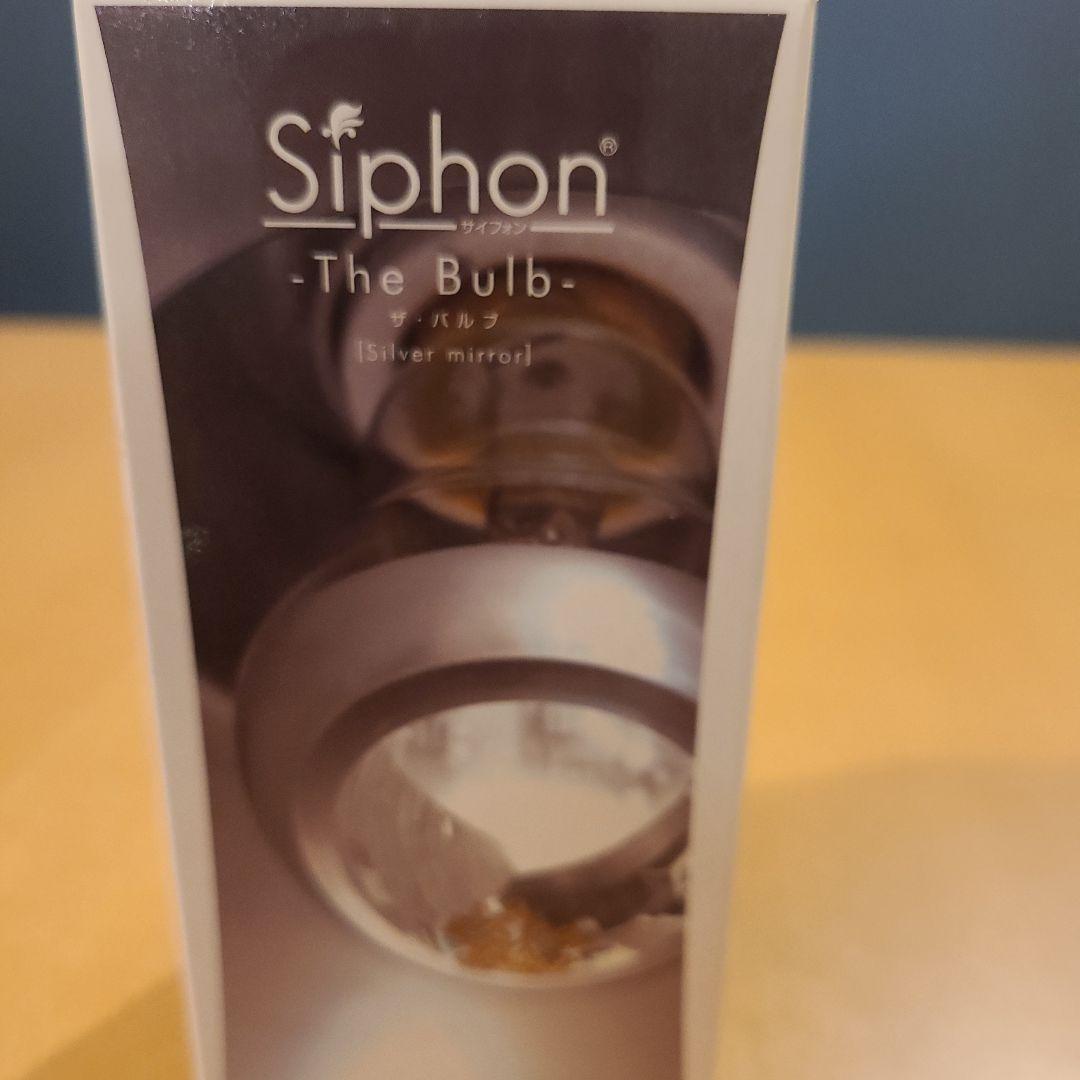 Siphon®
サイフォン
-The Bulb-
ザ・バルブ
[Silver mirror]